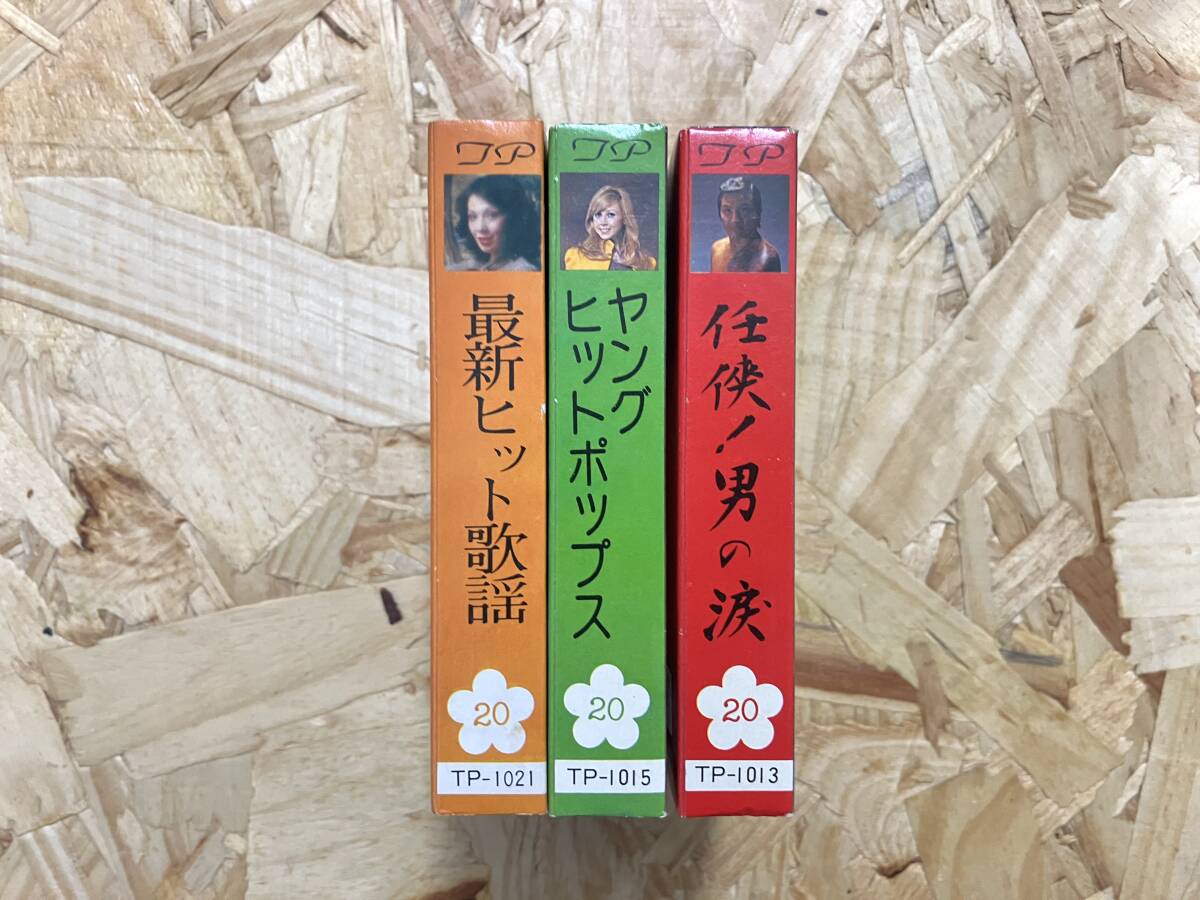 TP
最新ヒット歌謡
20
TP-1021
TP
ヤング
ヒットポップス
20
TP-1015
TP
任侠!男の涙
20
TP-1013